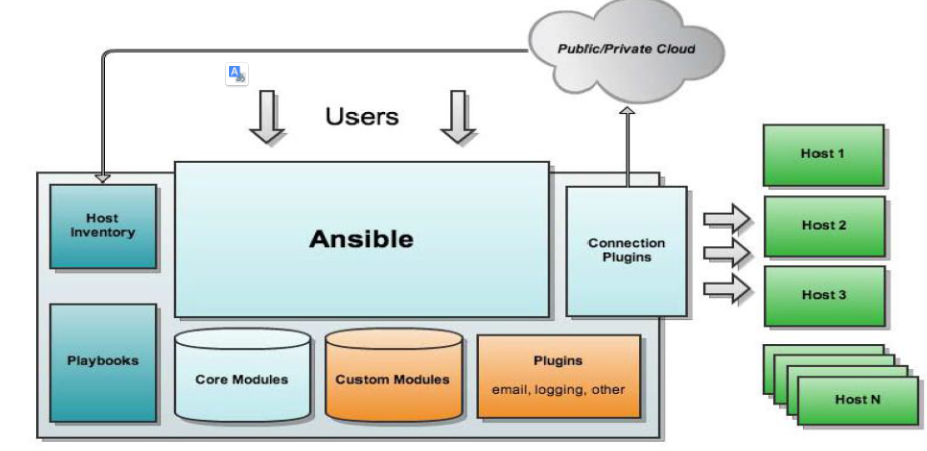 Public/Private Cloud
Users
Host 1
Host
Inventory
Ansible
Connection
Plugins
Host 2
Host 3
Playbooks
Core Modules
Custom Modules
Plugins
email, logging, other
Host N